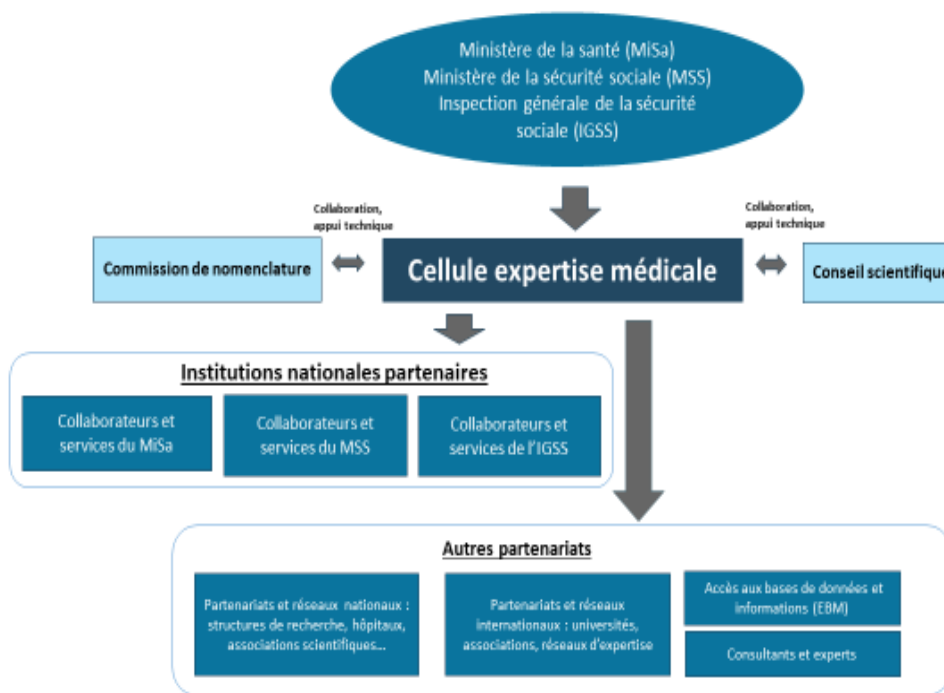 Ministère de la santé (MiSa)
Ministère de la sécurité sociale (MSS)
Inspection générale de la sécurité
sociale (IGSS)
Collaboration,
appui technique
Collaboration,
appui technique
Commission de nomenclature
Cellule expertise médicale
Conseil scientifique
Institutions nationales partenaires
Collaborateurs et
services du MiSa
Collaborateurs et
services du MSS
Collaborateurs et
services de l'IGSS
Autres partenariats
Partenariats et réseaux nationaux :
structures de recherche, hôpitaux,
associations scientifiques...
Partenariats et réseaux
internationaux : universités,
associations, réseaux d'expertise
Accès aux bases de données et
informations (EBM)
Consultants et experts